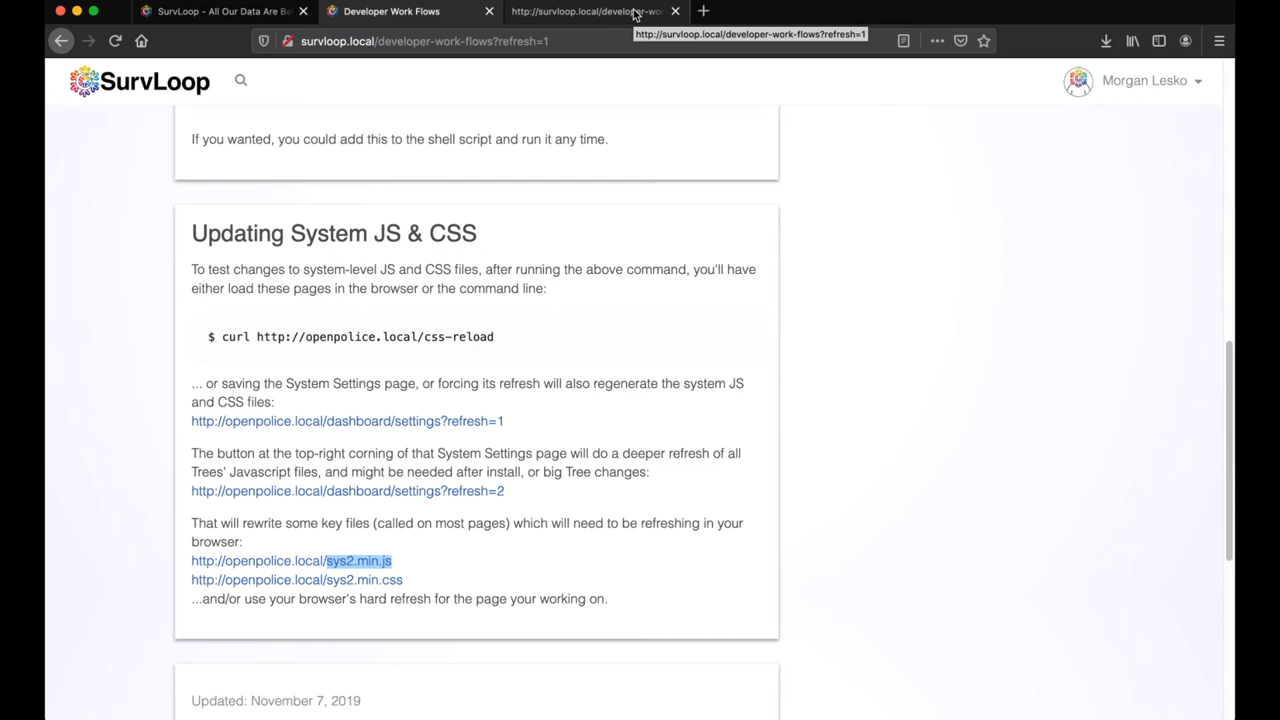 SurvLoop - All Our Data Are Be
Developer Work Flows
http://survloop.local/developer-wor
survloop.local/developer-work-flows?refresh=1
http://survloop.local/developer-work-flows?refresh=1
SurvLoop
Morgan Lesko
If you wanted, you could add this to the shell script and run it any time.
Updating System JS & CSS
To test changes to system-level JS and CSS files, after running the above command, you'll have
either load these pages in the browser or the command line:
$ curl http://openpolice.local/css-reload
... or saving the System Settings page, or forcing its refresh will also regenerate the system JS
and CSS files:
http://openpolice.local/dashboard/settings?refresh=1
The button at the top-right corning of that System Settings page will do a deeper refresh of all
Trees' Javascript files, and might be needed after install, or big Tree changes:
http://openpolice.local/dashboard/settings?refresh=2
That will rewrite some key files (called on most pages) which will need to be refreshing in your
browser:
http://openpolice.local/sys2.min.js
http://openpolice.local/sys2.min.css
...and/or use your browser's hard refresh for the page your working on.
Updated: November 7, 2019